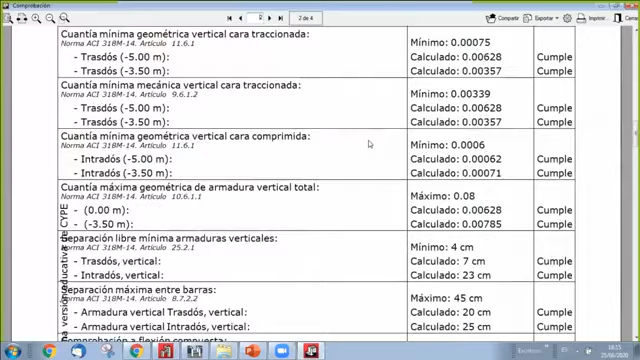 Comprobación
2 de 4
Compartir
Exportar
Imprimir
Cuantía mínima geométrica vertical cara traccionada:
Norma ACI 318M-14. Artículo 11.6.1
Mínimo: 0.00075
- Trasdós (-5.00 m):
Calculado: 0.00628
Cumple
- Trasdós (-3.50 m):
Calculado: 0.00357
Cumple
Cuantía mínima mecánica vertical cara traccionada:
Norma ACI 318M-14. Artículo 9.6.1.2
Mínimo: 0.00339
- Trasdós (-5.00 m):
Calculado: 0.00628
Cumple
- Trasdós (-3.50 m):
Calculado: 0.00357
Cumple
Cuantía mínima geométrica vertical cara comprimida:
Norma ACI 318M-14. Artículo 11.6.1
Mínimo: 0.0006
- Intradós (-5.00 m):
Calculado: 0.00062
Cumple
- Intradós (-3.50 m):
Calculado: 0.00071
Cumple
Cuantía máxima geométrica de armadura vertical total:
Norma ACI 318M-14. Artículo 10.6.1.1
Máximo: 0.08
- (0.00 m):
Calculado: 0.00628
Cumple
- (-3.50 m):
Calculado: 0.00785
Cumple
Separación libre mínima armaduras verticales:
Norma ACI 318M-14. Artículo 25.2.1
Mínimo: 4 cm
- Trasdós, vertical:
Calculado: 7 cm
Cumple
- Intradós, vertical:
Calculado: 23 cm
Cumple
Separación máxima entre barras:
Norma ACI 318M-14. Artículo 8.7.2.2
Máximo: 45 cm
- Armadura vertical Trasdós, vertical:
Calculado: 20 cm
Cumple
- Armadura vertical Intradós, vertical:
Calculado: 25 cm
Cumple
Comprobación a flexión compuesta:
na versión educativa de CYPE
Escritorio
ES
18:15
25/06/2020